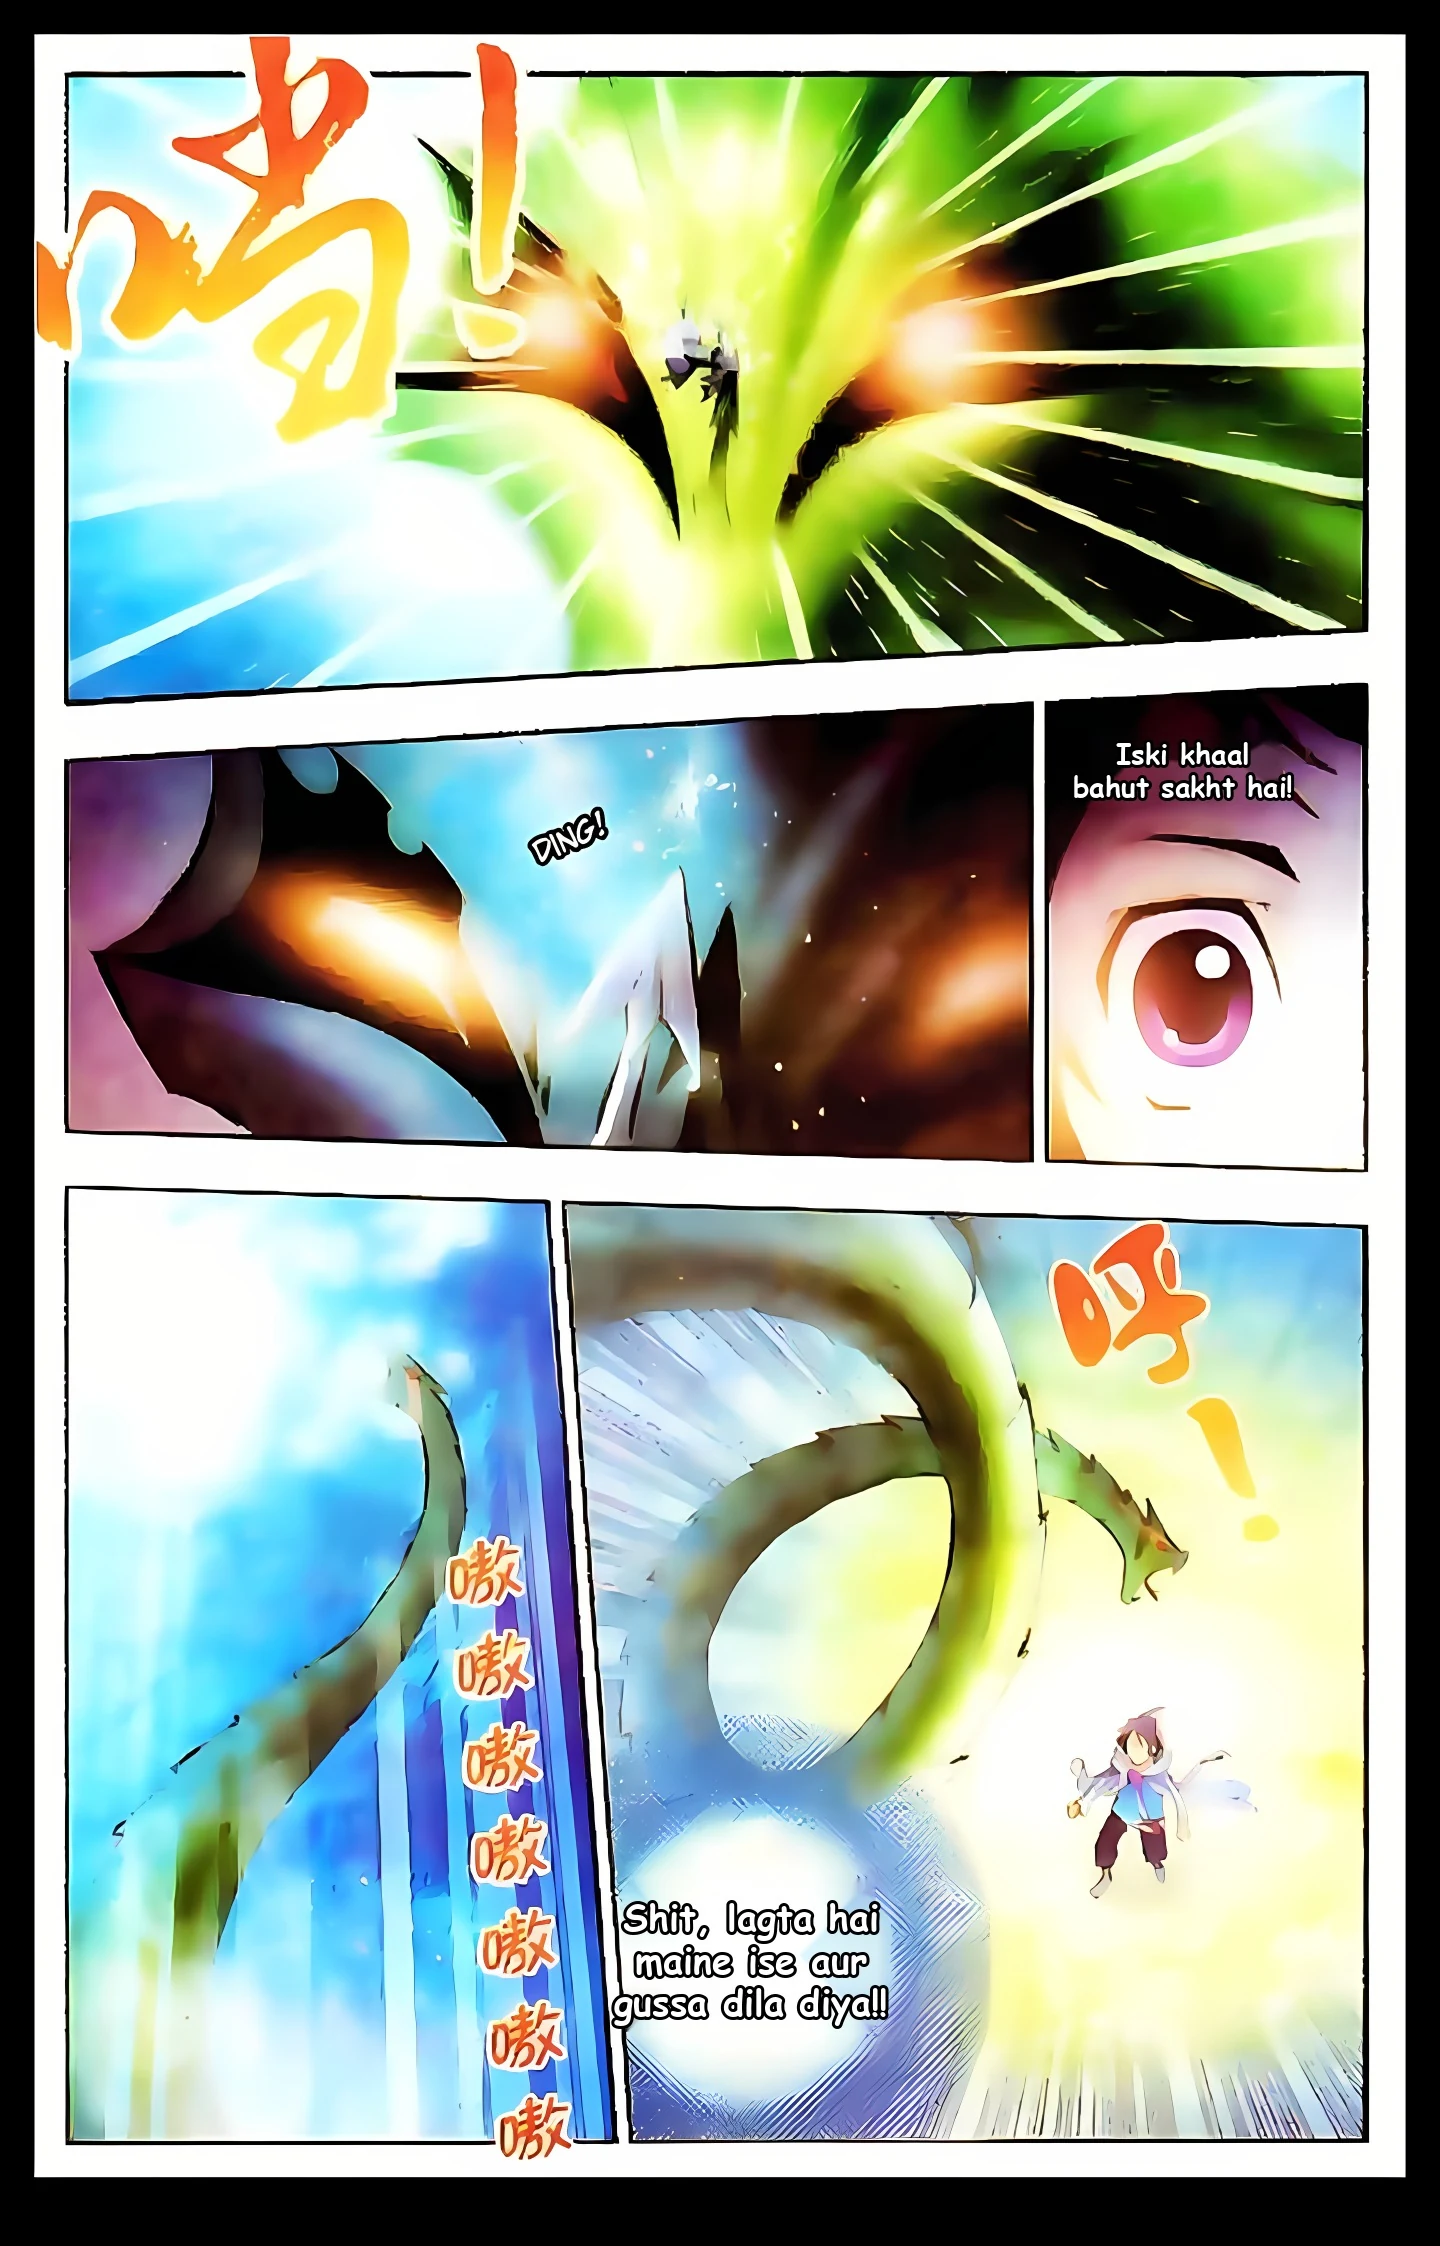 当!
DING!
Iski khaal
bahut sakht hai!
呼!
嗷
嗷
嗷
嗷
嗷
嗷
嗷
Shit, lagta hai
maine ise aur
gussa dila diya!!